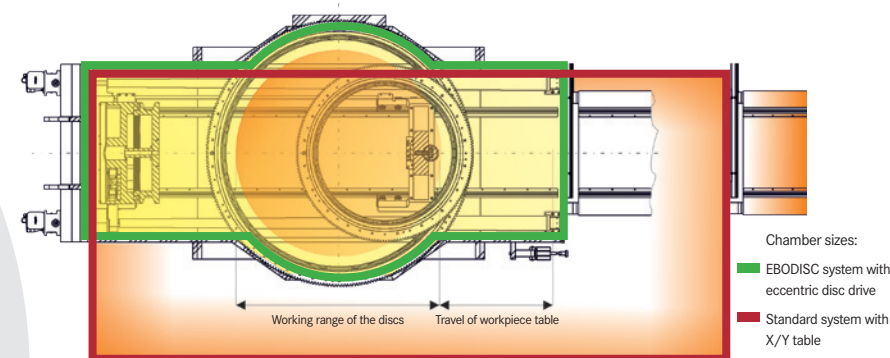 Chamber sizes:
EBODISC system with
eccentric disc drive
Working range of the discs
Travel of workpiece table
Standard system with
X/Y table